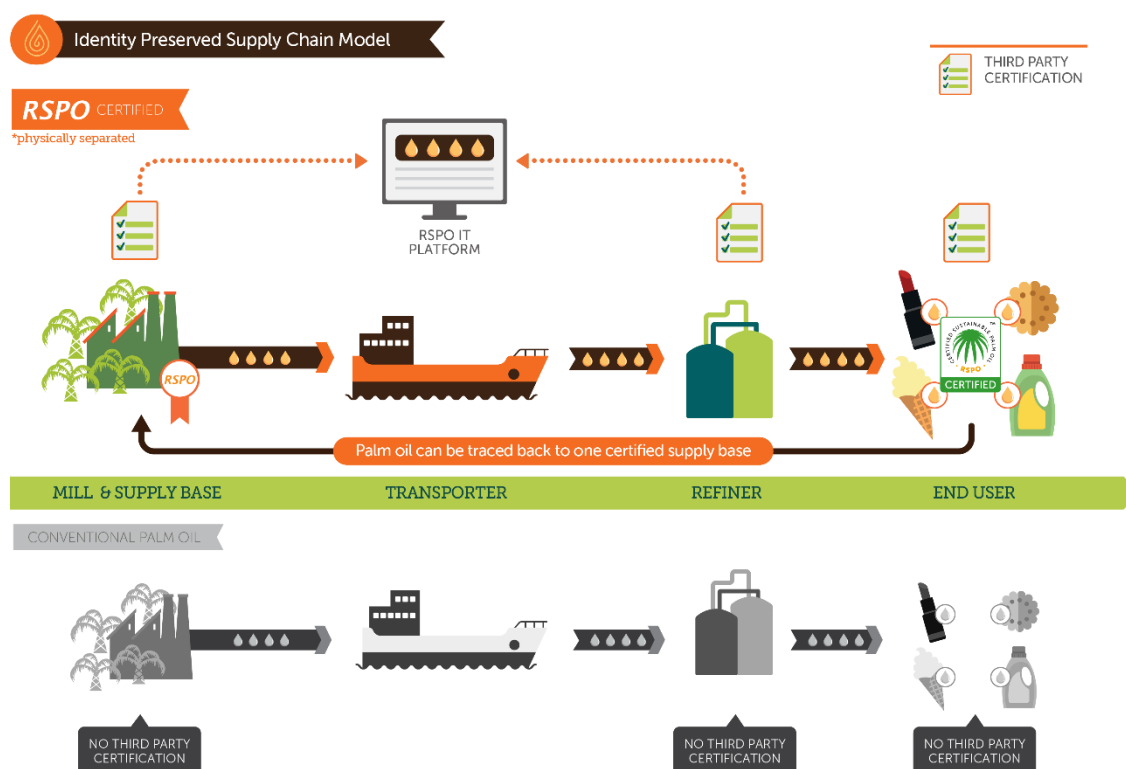 Identity Preserved Supply Chain Model
THIRD PARTY
CERTIFICATION
RSPO CERTIFIED
*physically separated
RSPO IT
PLATFORM
RSPO
CERTIFIED SUSTAINABLE PALM OIL
TM
RSPO
CERTIFIED
Palm oil can be traced back to one certified supply base
MILL & SUPPLY BASE
TRANSPORTER
REFINER
END USER
CONVENTIONAL PALM OIL
NO THIRD PARTY
CERTIFICATION
NO THIRD PARTY
CERTIFICATION
NO THIRD PARTY
CERTIFICATION